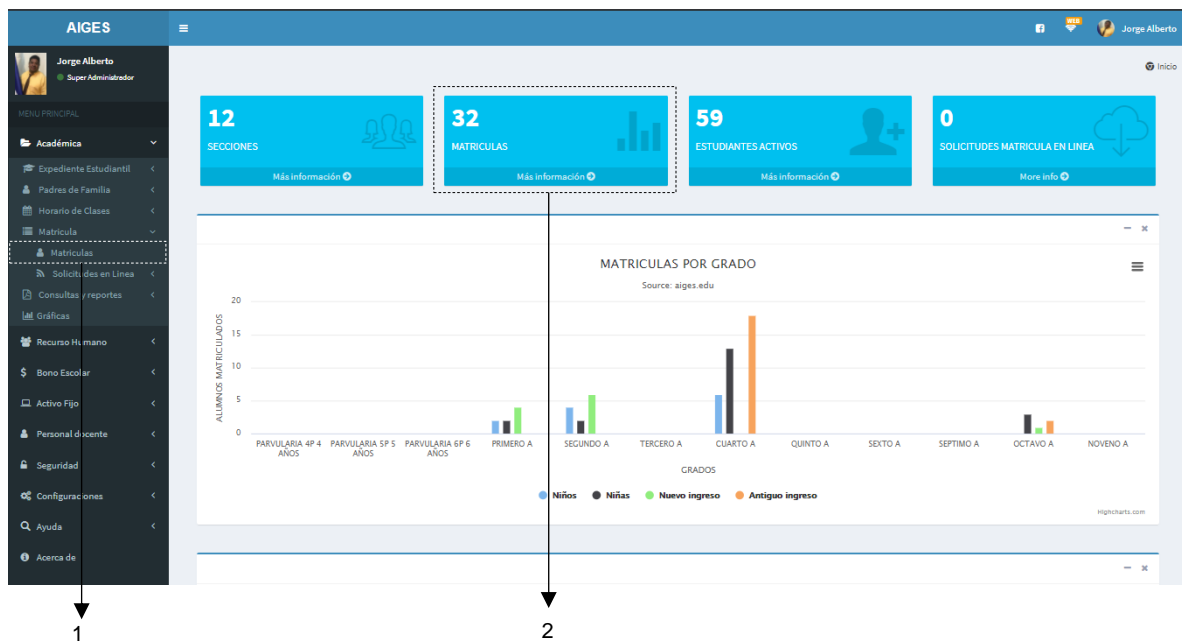 AIGES
WEB
Jorge Alberto
Jorge Alberto
Super Administrador
Inicio
MENU PRINCIPAL
Académica
Expediente Estudiantil
Padres de Familia
Horario de Clases
Matricula
Matriculas
Solicitudes en Linea
Consultas y reportes
Gráficas
Recurso Humano
$ Bono Escolar
Activo Fijo
Personal docente
Seguridad
Configuraciones
Ayuda
Acerca de
12
SECCIONES
Más información
32
MATRICULAS
Más información
59
ESTUDIANTES ACTIVOS
Más información
0
SOLICITUDES MATRICULA EN LINEA
More info
MATRICULAS POR GRADO
Source: aiges.edu
ALUMNOS MATRICULADOS
20
15
10
5
0
PARVULARIA 4P 4 AÑOS
PARVULARIA 5P 5 AÑOS
PARVULARIA 6P 6 AÑOS
PRIMERO A
SEGUNDO A
TERCERO A
CUARTO A
QUINTO A
SEXTO A
SEPTIMO A
OCTAVO A
NOVENO A
GRADOS
Niños Niñas Nuevo ingreso Antiguo ingreso
Highcharts.com
1
2